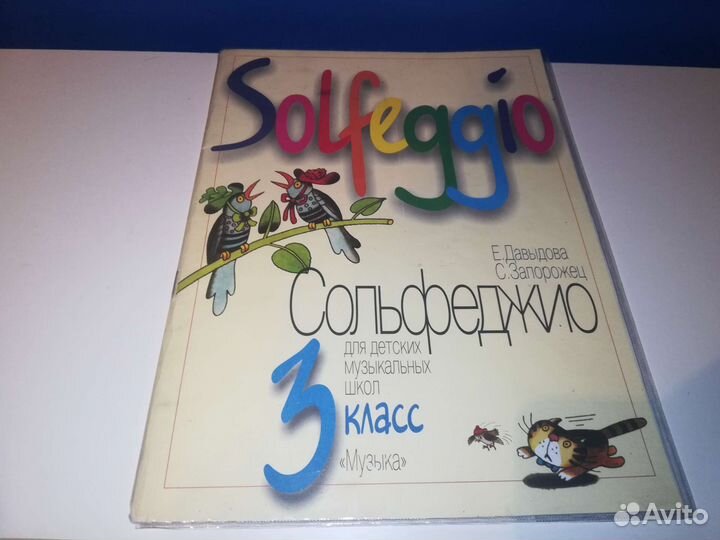 Solfeggio
Е. Давыдова
С. Запорожец
Сольфеджио
для детских
музыкальных
школ
3 класс
«Музыка»
Avito